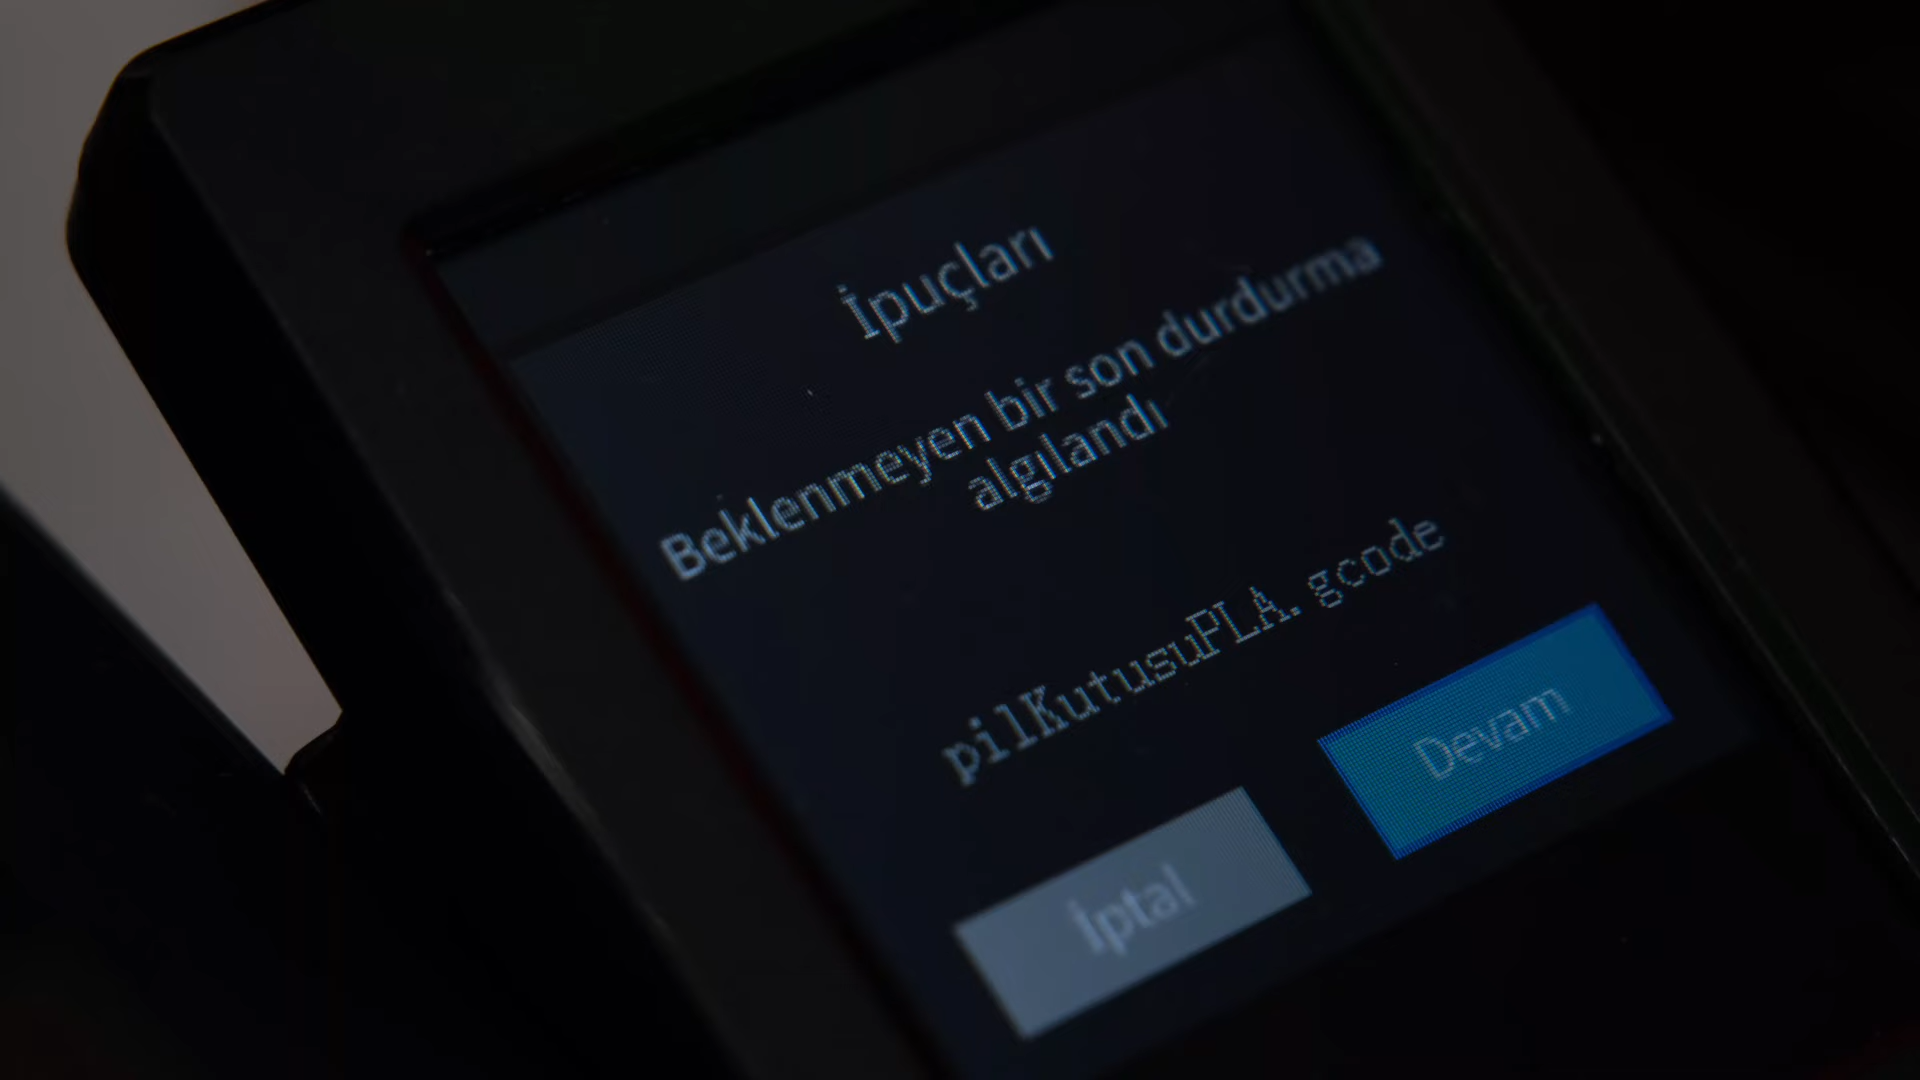 İpuçları
Beklenmeyen bir son durdurma
algılandı
pilKutusuPLA.gcode
Devam
İptal